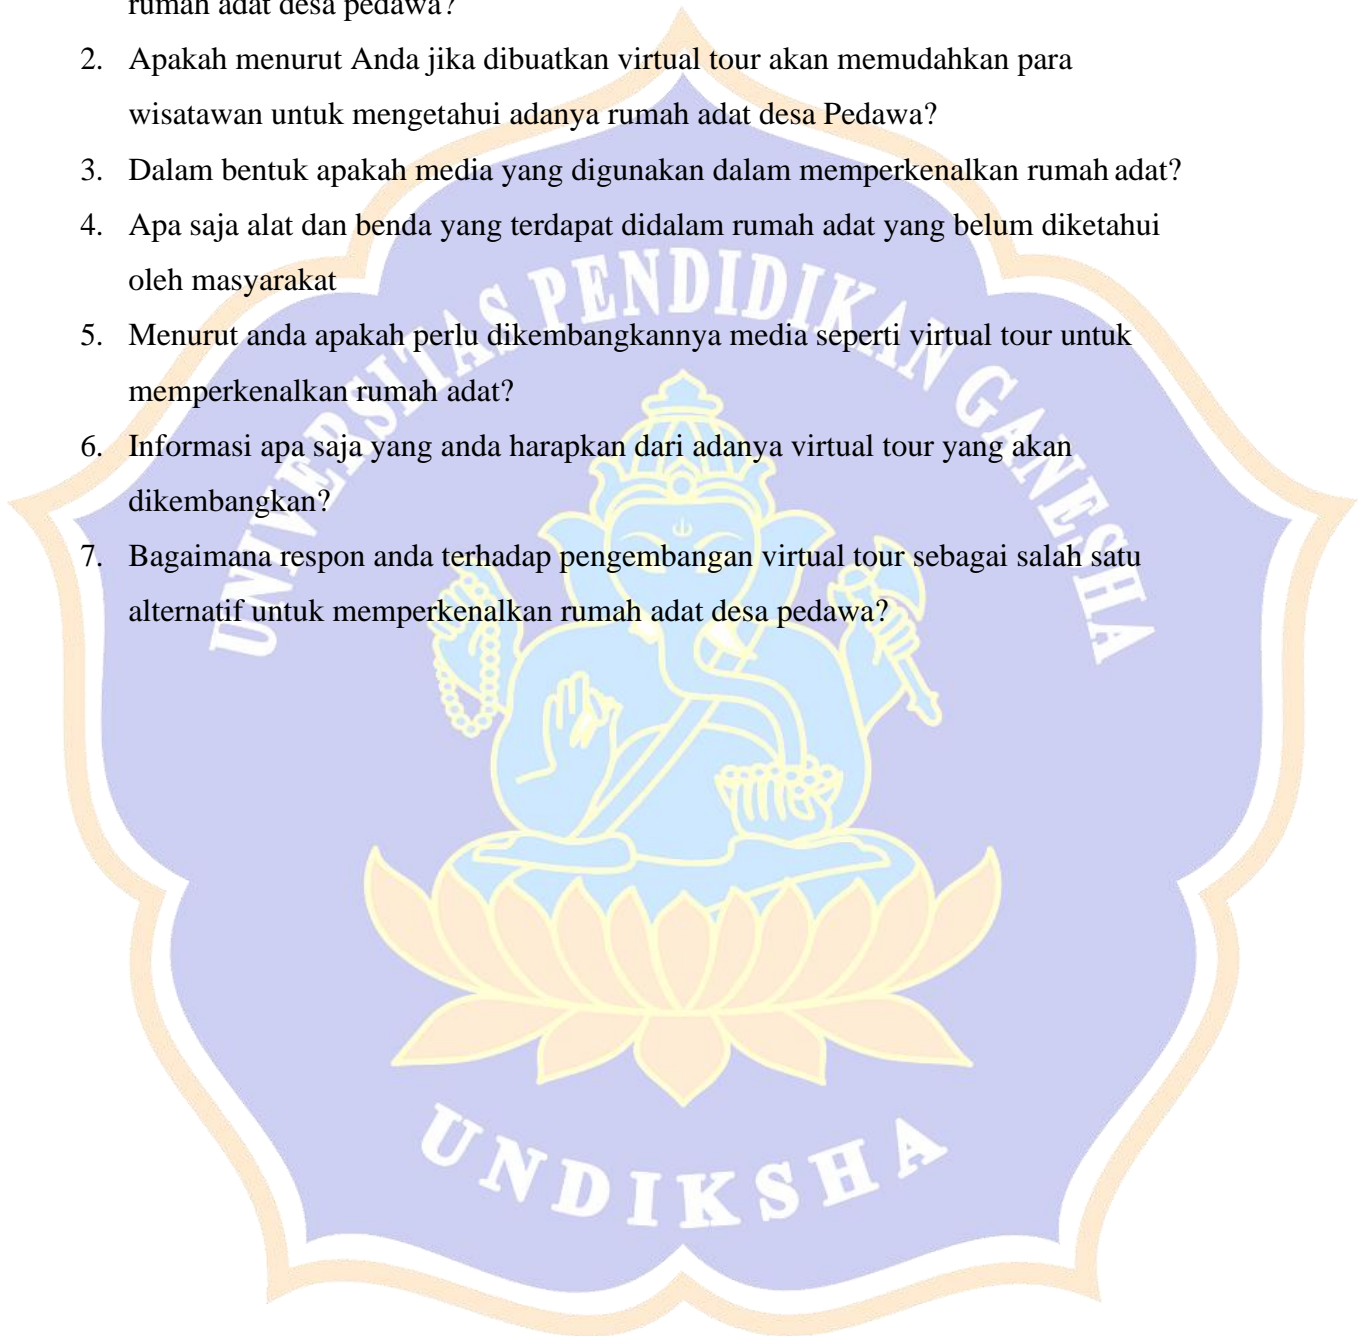 rumah adat desa pedawa?
2. Apakah menurut Anda jika dibuatkan virtual tour akan memudahkan para
wisatawan untuk mengetahui adanya rumah adat desa Pedawa?
3. Dalam bentuk apakah media yang digunakan dalam memperkenalkan rumah adat?
4. Apa saja alat dan benda yang terdapat didalam rumah adat yang belum diketahui
oleh masyarakat
5. Menurut anda apakah perlu dikembangkannya media seperti virtual tour untuk
memperkenalkan rumah adat?
6. Informasi apa saja yang anda harapkan dari adanya virtual tour yang akan
dikembangkan?
7. Bagaimana respon anda terhadap pengembangan virtual tour sebagai salah satu
alternatif untuk memperkenalkan rumah adat desa pedawa?
UNIVERSITAS PENDIDIKAN GANESHA
UNDIKSHA